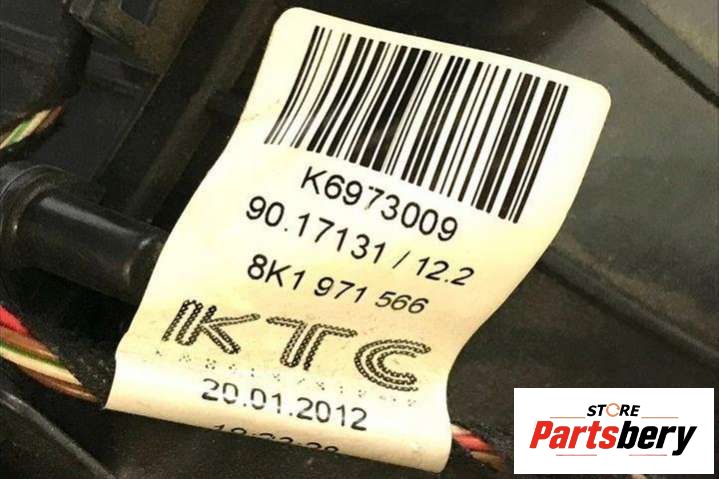 K6973009
90.17131 / 12.2
8K1 971 566
KTC
20.01.2012
STORE
Partsbery